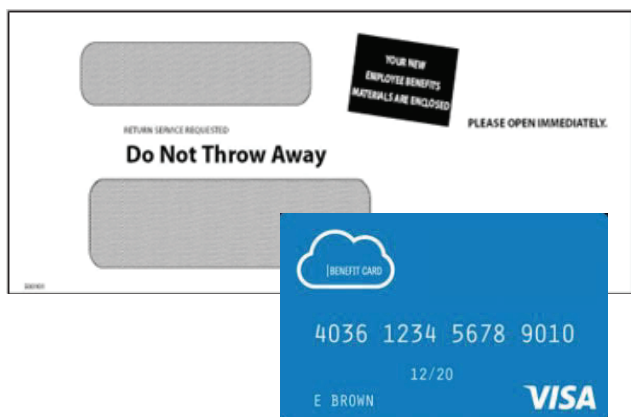 YOUR NEW
EMPLOYEE BENEFITS
MATERIALS ARE ENCLOSED
PLEASE OPEN IMMEDIATELY.
RETURN SERVICE REQUESTED
Do Not Throw Away
BENEFIT CARD
4036 1234 5678 9010
12/20
E BROWN
VISA